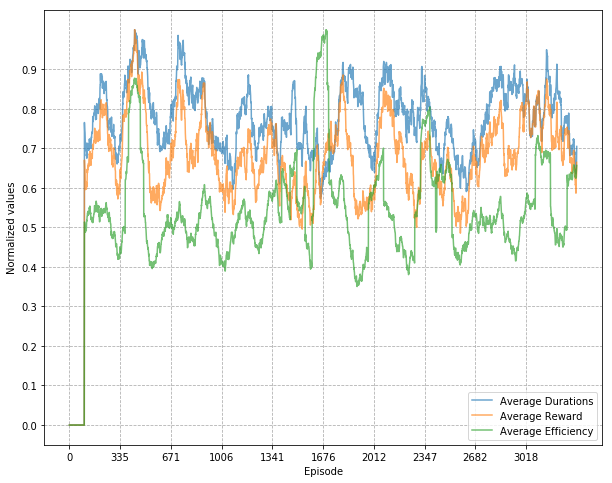 Normalized values
0.9
0.8
0.7
0.6
0.5
0.4
0.3
0.2
0.1
0.0
Average Durations
Average Reward
Average Efficiency
0 335 671 1006 1341 1676 2012 2347 2682 3018
Episode